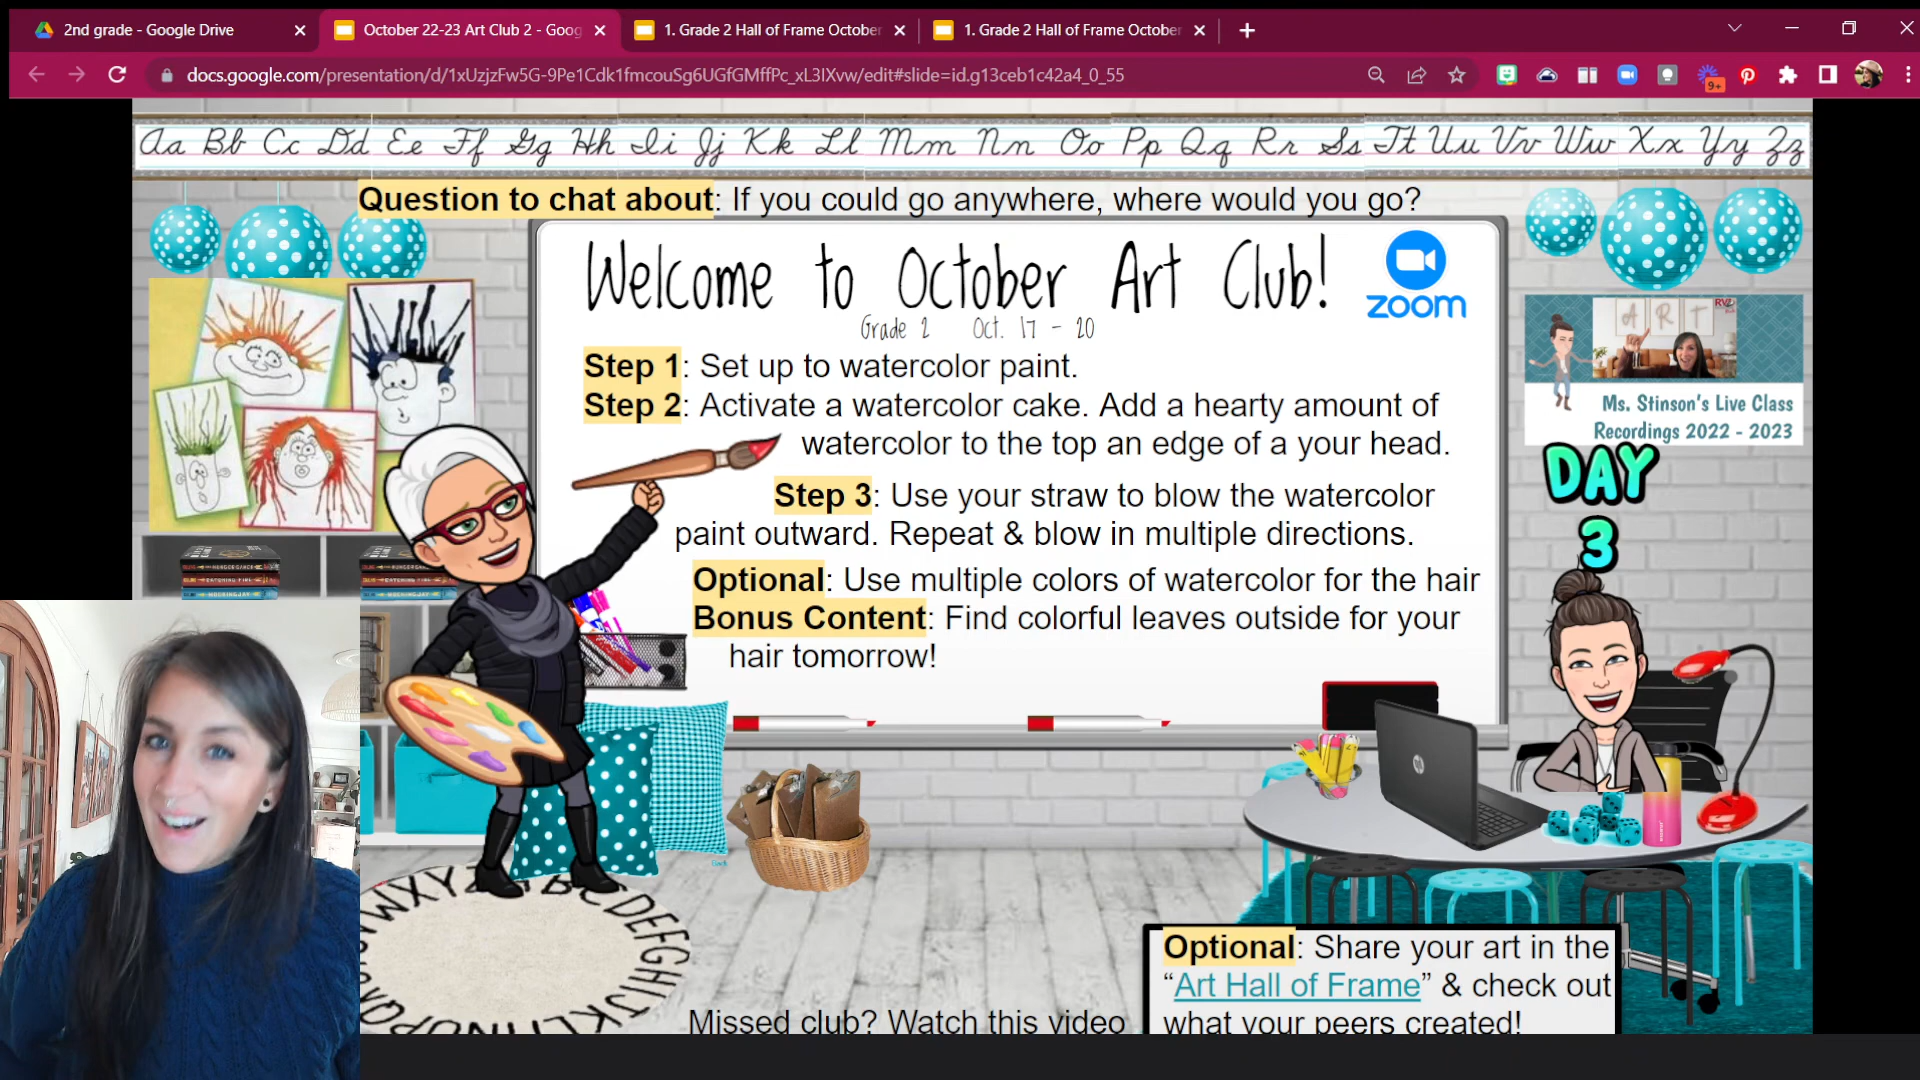 2nd grade - Google Drive
October 22-23 Art Club 2 - Goog
1. Grade 2 Hall of Frame October
1. Grade 2 Hall of Frame October
docs.google.com/presentation/d/1xUzjzFw5G-9Pe1Cdk1fmcouSg6UGfGMffPc_xL3IXvw/edit#slide=id.g13ceb1c42a4_0_55
9+
Aa Bb Cc Dd Ee Ff Gg Hh Ii Jj Kk Ll Mm Nn Oo Pp Qq Rr Ss Tt Uu Vv Ww Xx Yy Zz
Question to chat about: If you could go anywhere, where would you go?
Welcome to October Art Club!
zoom
Grade 2 Oct. 17 - 20
Step 1: Set up to watercolor paint.
Step 2: Activate a watercolor cake. Add a hearty amount of
watercolor to the top an edge of a your head.
Step 3: Use your straw to blow the watercolor
paint outward. Repeat & blow in multiple directions.
Optional: Use multiple colors of watercolor for the hair
Bonus Content: Find colorful leaves outside for your
hair tomorrow!
ART
Ms. Stinson's Live Class
Recordings 2022 - 2023
DAY
3
hp
Optional: Share your art in the
“Art Hall of Frame” & check out
what your peers created!
Missed club? Watch this video